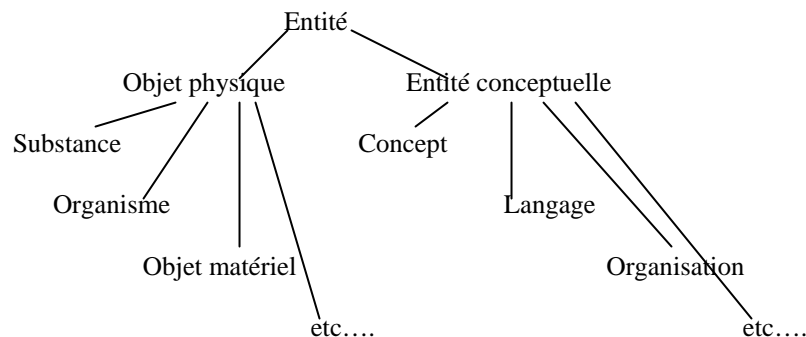 Entité
Objet physique Entité conceptuelle
Substance Concept
Organisme Langage
Objet matériel Organisation
etc…. etc….